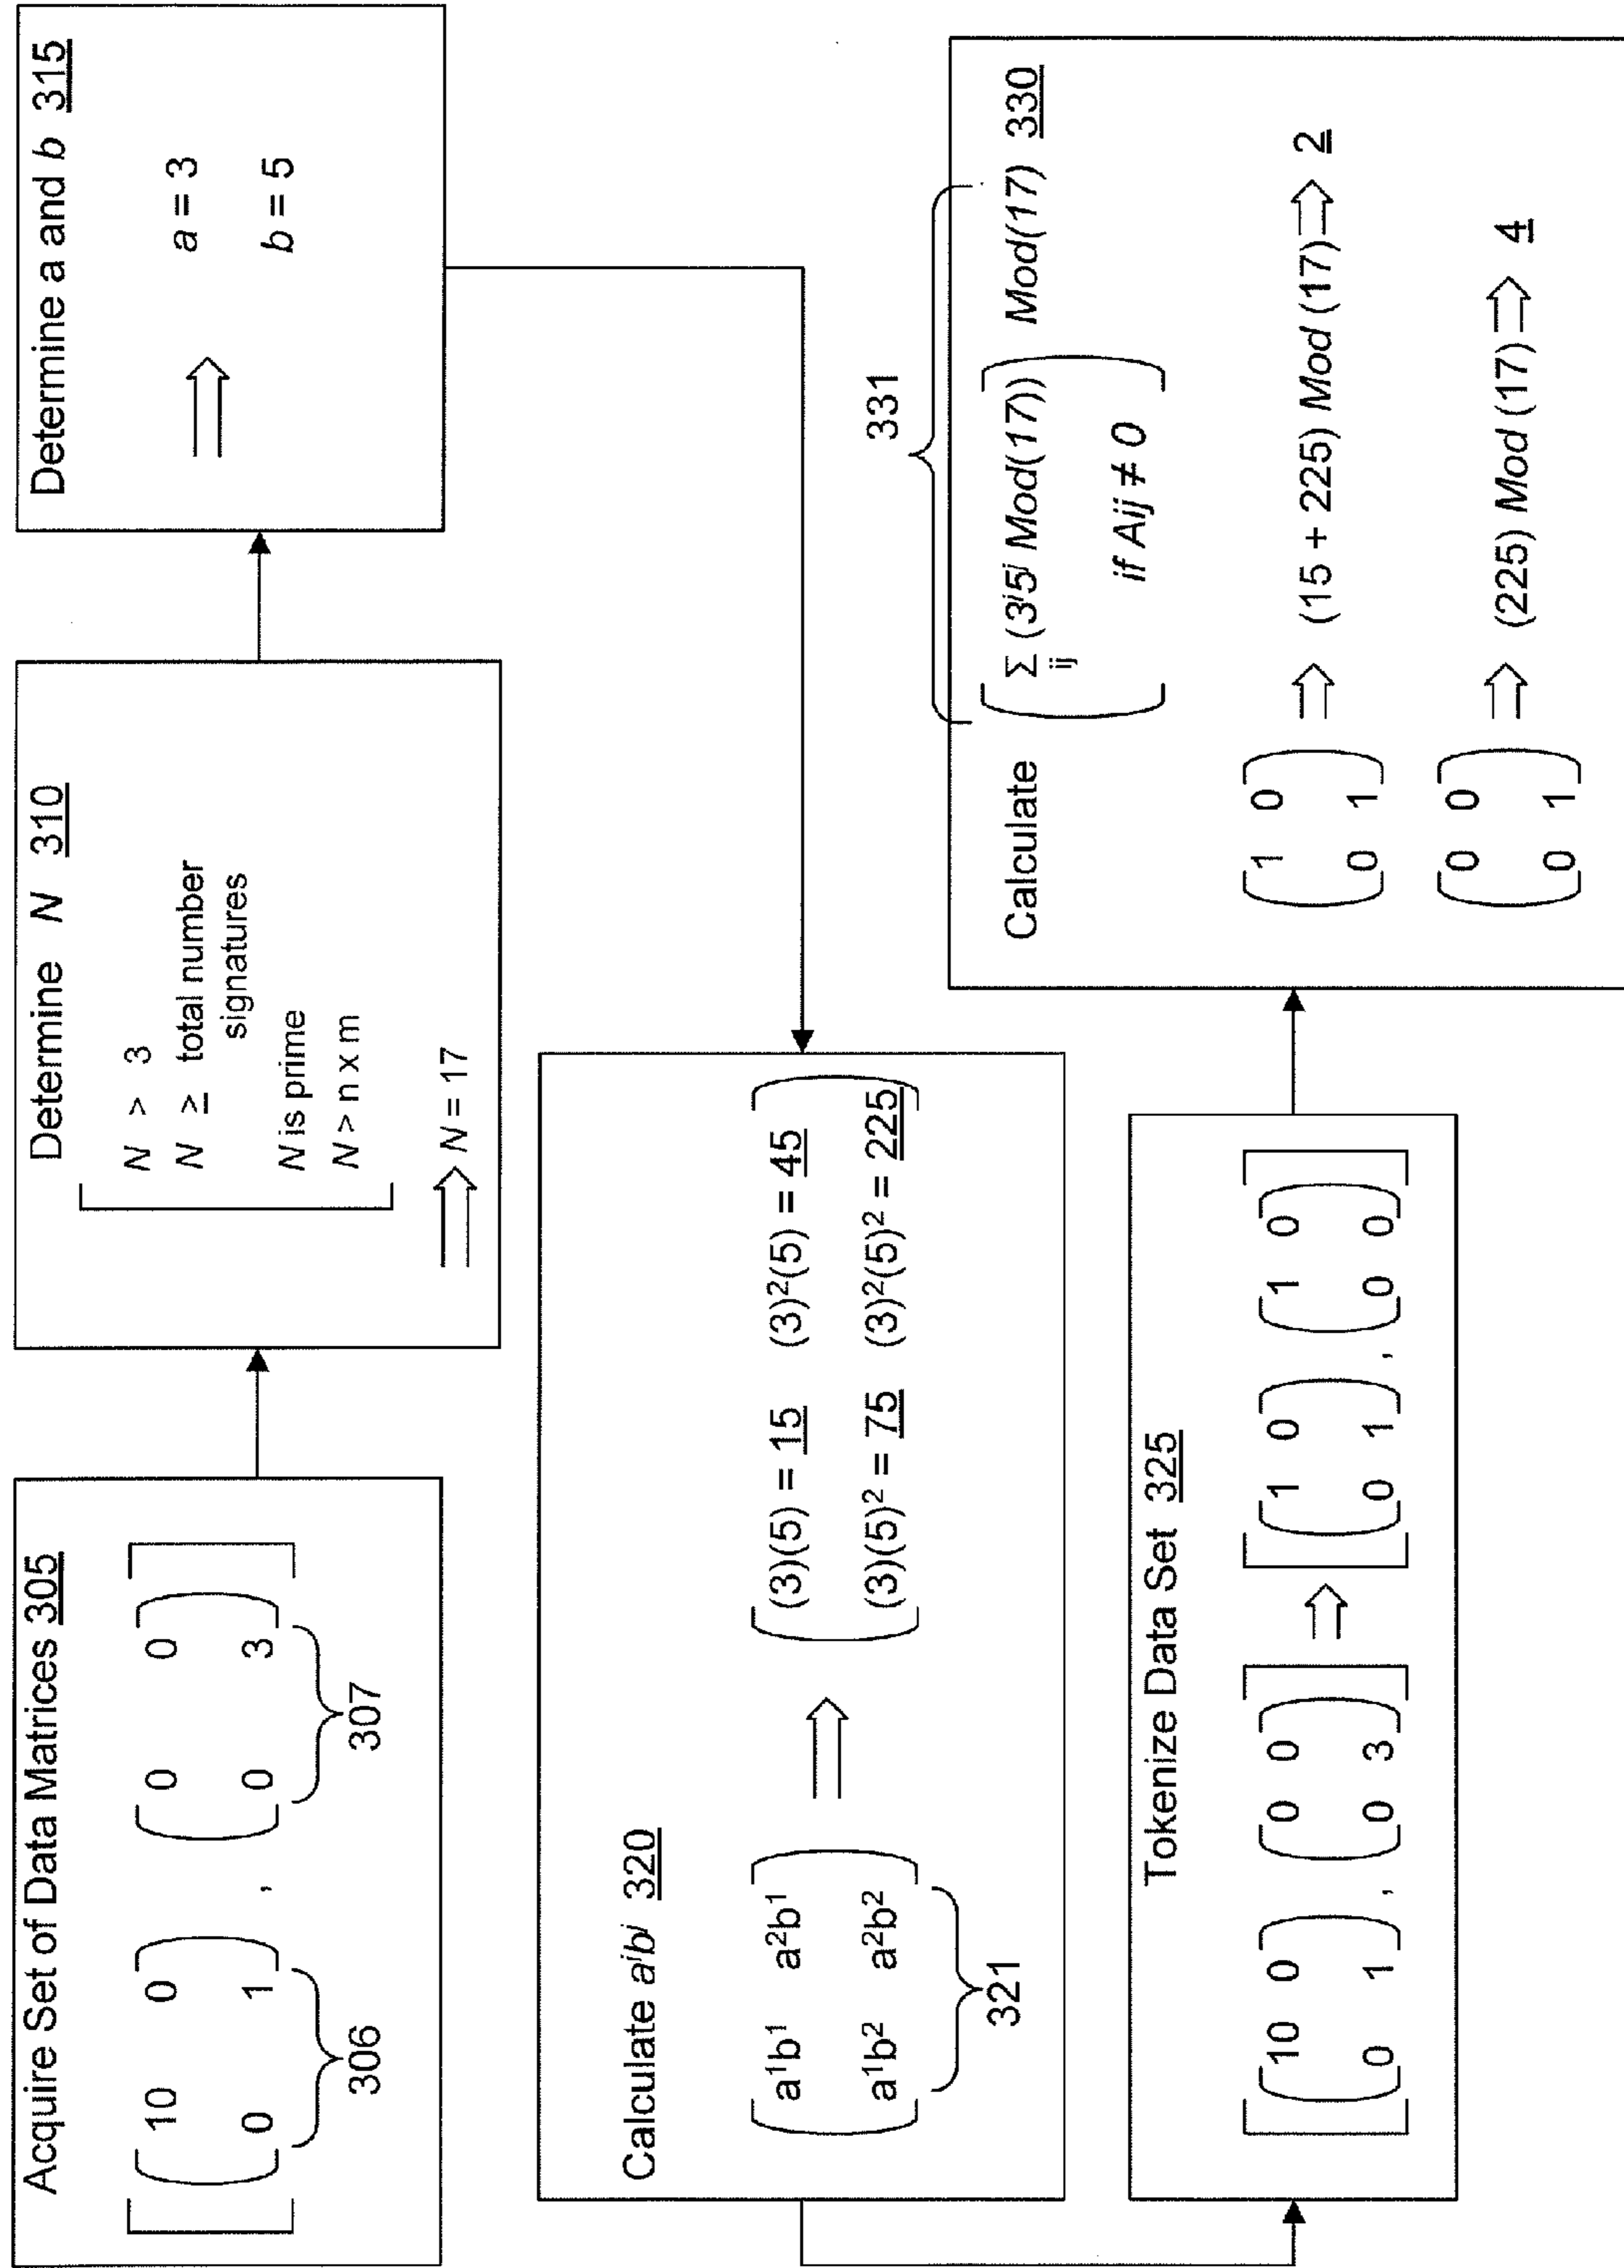 Acquire Set of Data Matrices 305
10 0 0 0
,
0 1 0 3
306 307
Determine N 310
N > 3
N ≥ total number
signatures
N is prime
N > n x m
⇒ N = 17
Determine a and b 315
⇒ a = 3
b = 5
Calculate aⁱbʲ 320
a¹b¹ a²b¹ ⇒ (3)(5) = 15 (3)²(5) = 45
a¹b² a²b² (3)(5)² = 75 (3)²(5)² = 225
321
Tokenize Data Set 325
[(10 0 (0 0)] ⇒ [(1 0) (1 0)]
0 1) , (0 3 0 1) , (0 0
331
Calculate ( Σ (3ⁱ5ʲ Mod(17)) Mod(17) 330
ij
if Aij ≠ 0
(1 0) ⇒ (15 + 225) Mod (17) ⇒ 2
0 1
(0 0) ⇒ (225) Mod (17) ⇒ 4
0 1